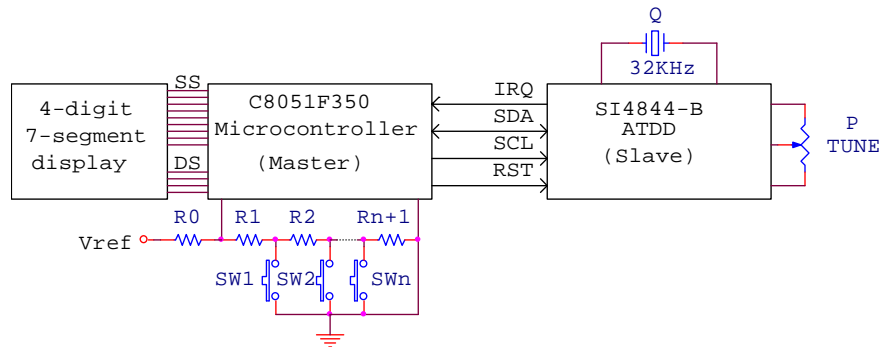 Q
32KHz
SS
4-digit
7-segment
display
DS
C8051F350
Microcontroller
(Master)
IRQ
SDA
SCL
RST
SI4844-B
ATDD
(Slave)
P
TUNE
R0
R1
R2
Rn+1
Vref
SW1
SW2
SWn